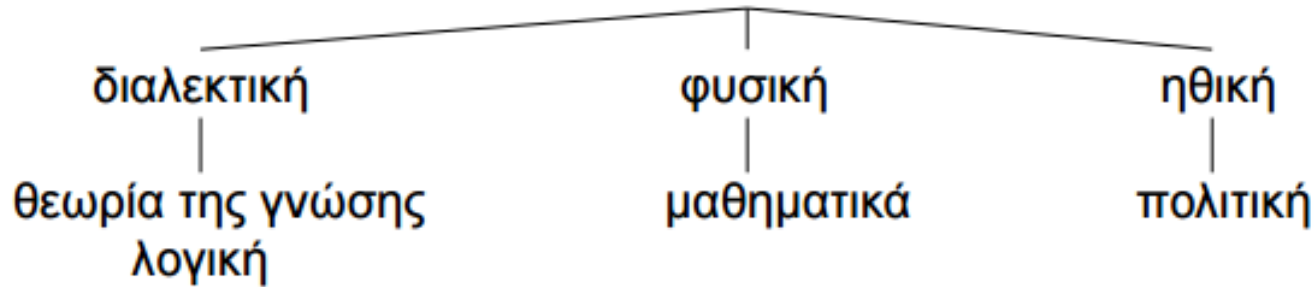 διαλεκτική φυσική ηθική
θεωρία της γνώσης μαθηματικά πολιτική
λογική